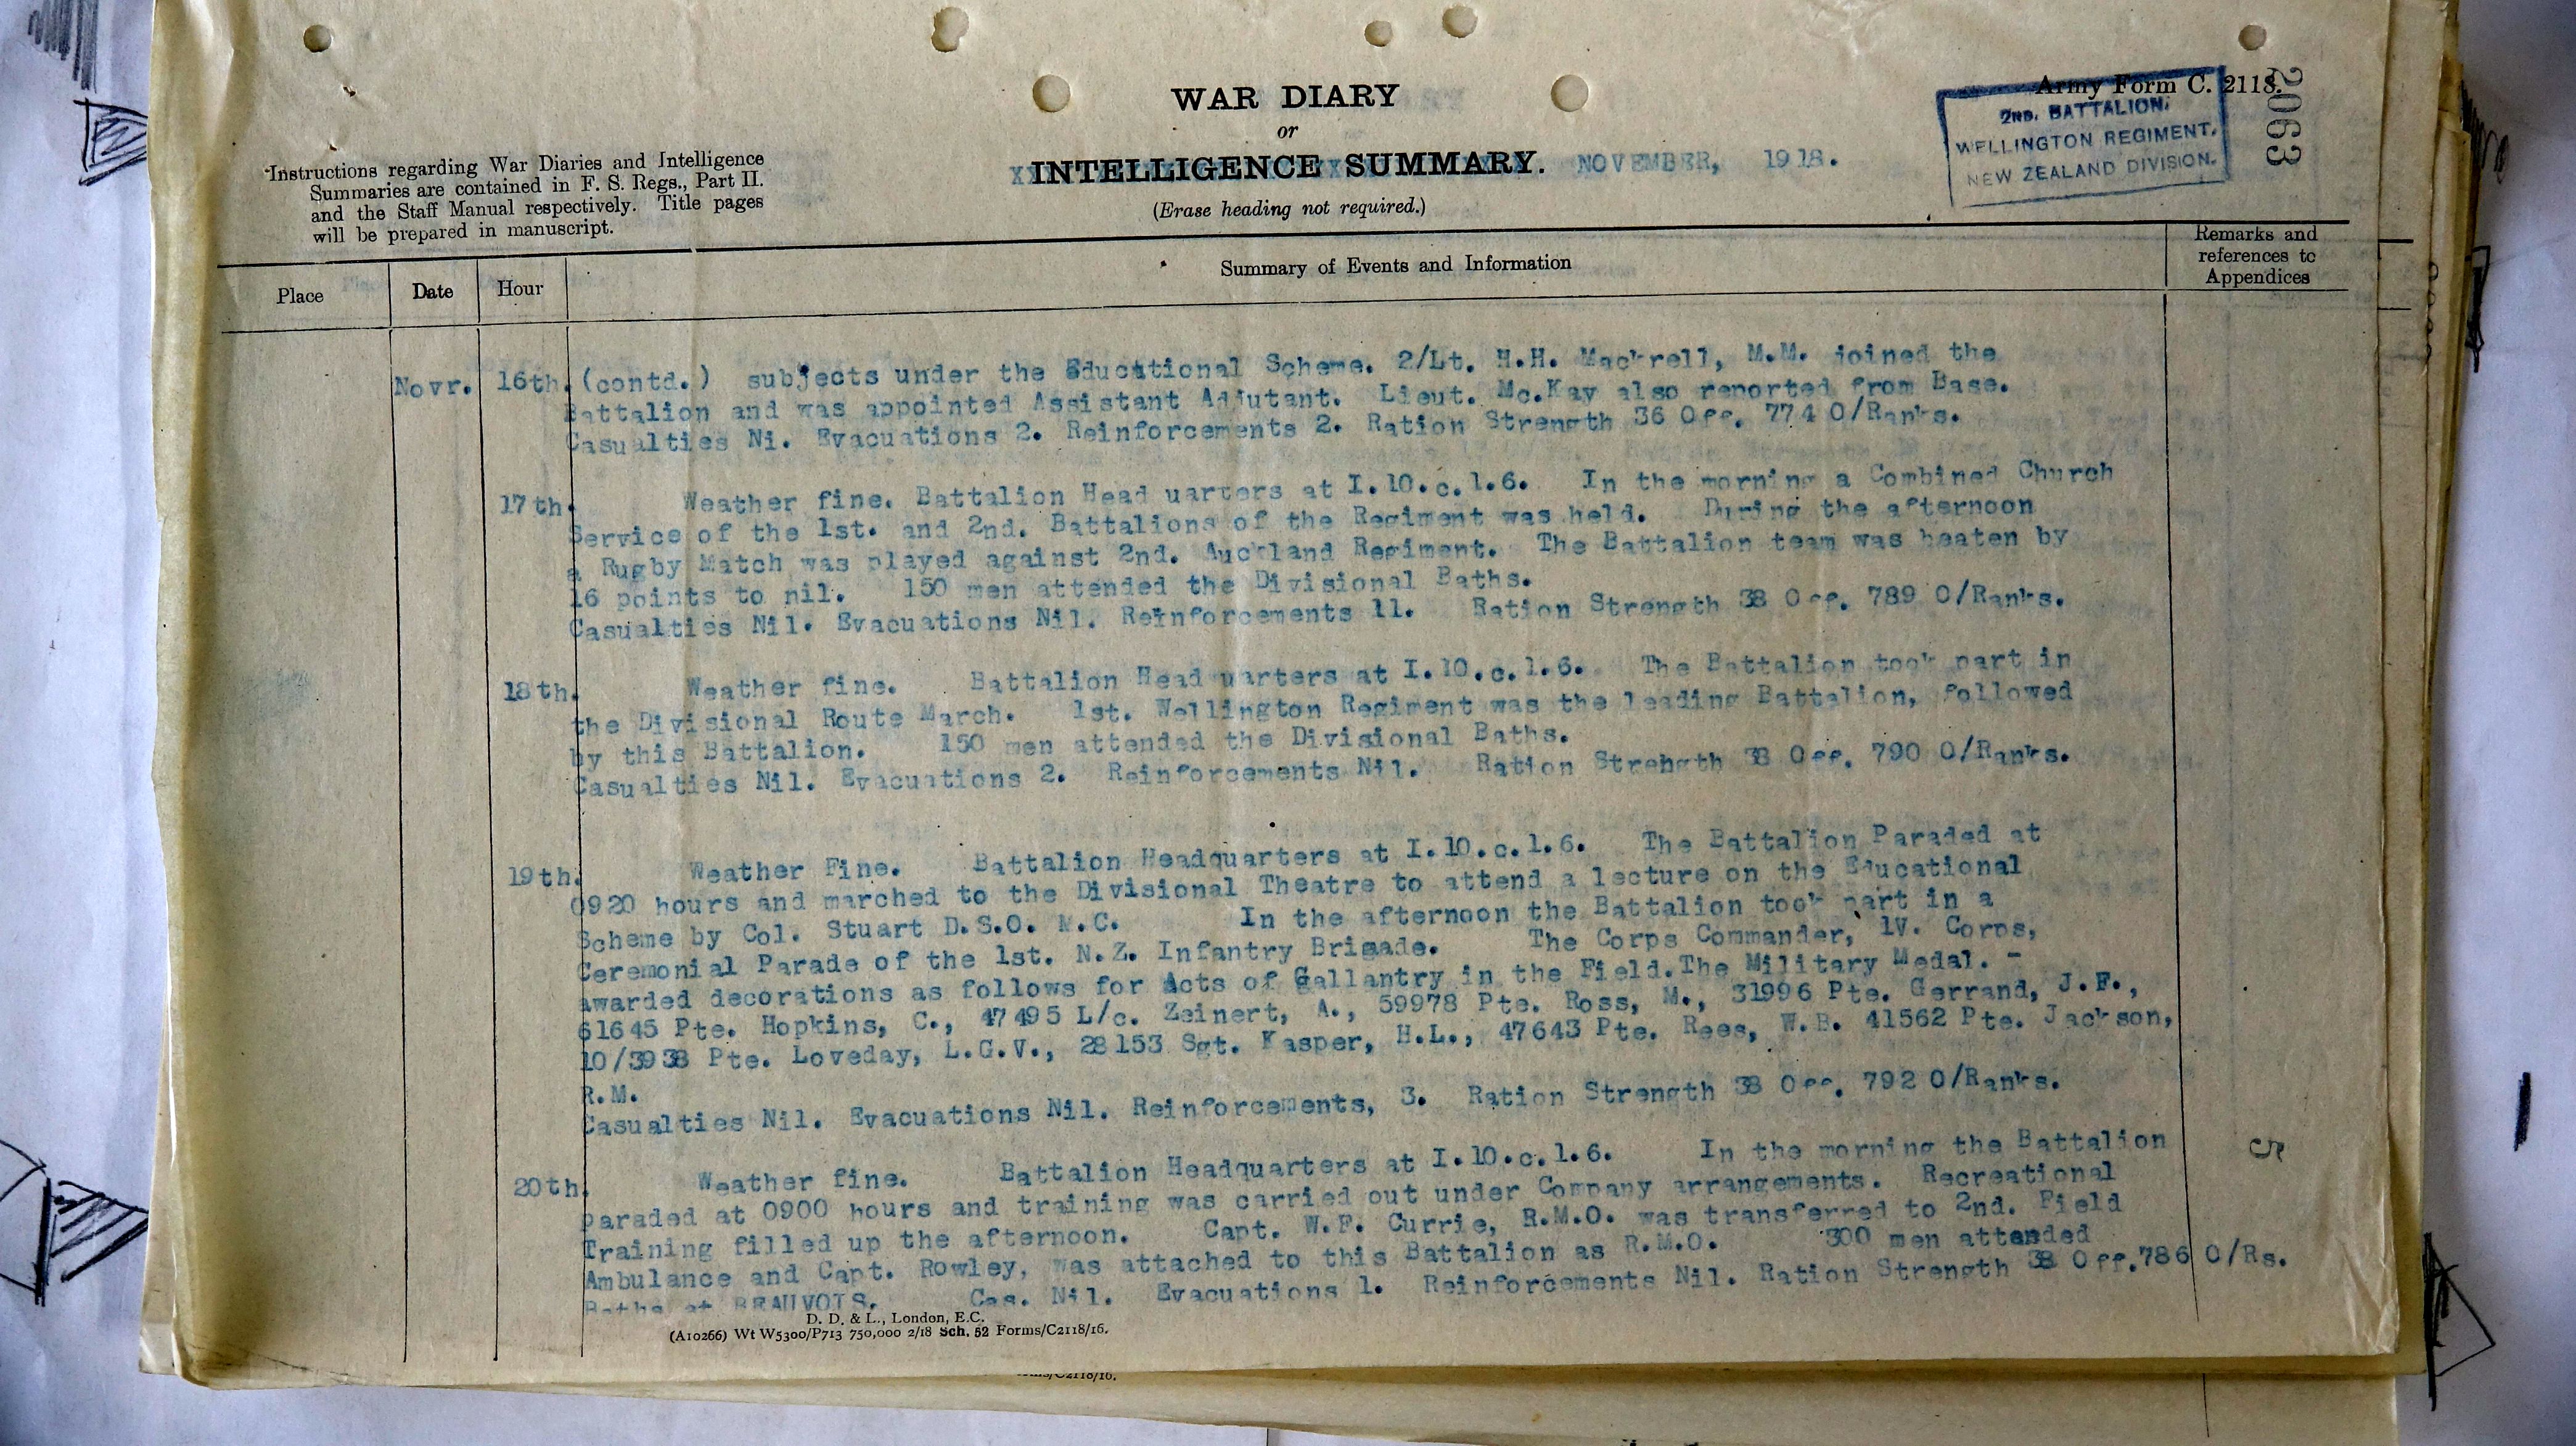 Army Form C. 2118.
2063
2ND. BATTALION.
WELLINGTON REGIMENT.
NEW ZEALAND DIVISION.
WAR DIARY
or
INTELLIGENCE SUMMARY. NOVEMBER, 1918.
(Erase heading not required.)
Instructions regarding War Diaries and Intelligence
Summaries are contained in F. S. Regs., Part II.
and the Staff Manual respectively. Title pages
will be prepared in manuscript.
Place Date Hour Summary of Events and Information
Remarks and
references to
Appendices
Novr. 16th. (contd.) subjects under the Educational Scheme. 2/Lt. H.H. Mackrell, M.M. joined the
Battalion and was appointed Assistant Adjutant. Lieut. Mc.Kay also reported from Base.
Casualties Ni. Evacuations 2. Reinforcements 2. Ration Strength 36 Off. 774 O/Ranks.
17th. Weather fine. Battalion Head uarters at I.10.c.1.6. In the morning a Combined Church
Service of the 1st. and 2nd. Battalions of the Regiment was held. During the afternoon
a Rugby Match was played against 2nd. Auckland Regiment. The Battalion team was beaten by
16 points to nil. 150 men attended the Divisional Baths.
Casualties Nil. Evacuations Nil. Reinforcements 11. Ration Strength 38 Off. 789 O/Ranks.
18th. Weather fine. Battalion Head uarters at I.10.c.1.6. The Battalion took part in
the Divisional Route March. 1st. Wellington Regiment was the leading Battalion, followed
by this Battalion. 150 men attended the Divisional Baths.
Casualties Nil. Evacuations 2. Reinforcements Nil. Ration Strength 38 Off. 790 O/Ranks.
19th. Weather Fine. Battalion Headquarters at I.10.c.1.6. The Battalion Paraded at
0920 hours and marched to the Divisional Theatre to attend a lecture on the Educational
Scheme by Col. Stuart D.S.O. M.C. In the afternoon the Battalion took part in a
Ceremonial Parade of the 1st. N.Z. Infantry Brigade. The Corps Commander, 1V. Corps,
awarded decorations as follows for Acts of Gallantry in the Field. The Military Medal. -
61645 Pte. Hopkins, C., 47495 L/c. Zeinert, A., 59978 Pte. Ross, M., 31996 Pte. Gerrand, J.F.,
10/3938 Pte. Loveday, L.G.V., 28153 Sgt. Kasper, H.L., 47643 Pte. Rees, W.B. 41562 Pte. Jackson,
R.M.
Casualties Nil. Evacuations Nil. Reinforcements, 3. Ration Strength 38 Off. 792 O/Ranks.
20th. Weather fine. Battalion Headquarters at I.10.c.1.6. In the morning the Battalion
paraded at 0900 hours and training was carried out under Company arrangements. Recreational
Training filled up the afternoon. Capt. W.F. Currie, R.M.O. was transferred to 2nd. Field
Ambulance and Capt. Rowley, was attached to this Battalion as R.M.O. 300 men attended
Baths at BEAUVOIS. Cas. Nil. Evacuations 1. Reinforcements Nil. Ration Strength 38 Off. 786 O/Rs.
5
D. D. & L., London, E.C.
(A10266) Wt W5300/P713 750,000 2/18 Sch. 52 Forms/C2118/16.